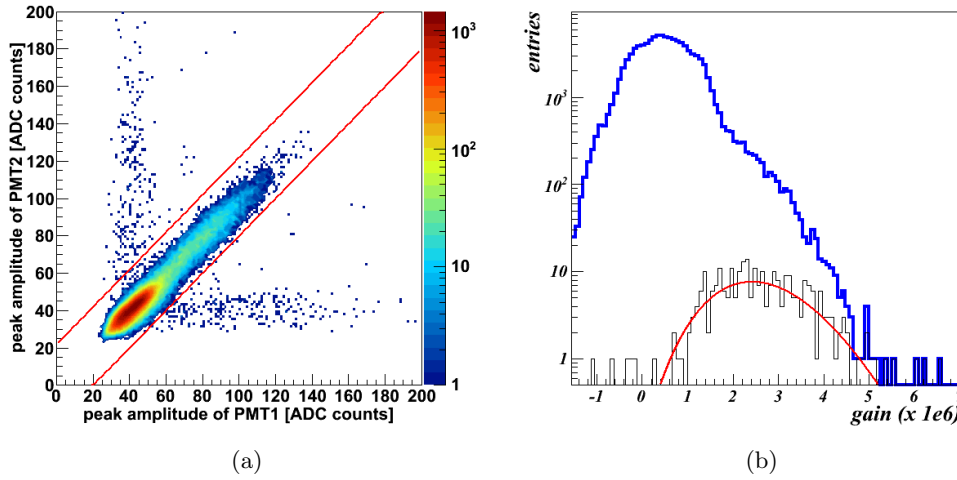 peak amplitude of PMT2 [ADC counts]
200
180
160
140
120
100
80
60
40
20
0
0 20 40 60 80 100 120 140 160 180 200
peak amplitude of PMT1 [ADC counts]
10³
10²
10
1
(a)
entries
10³
10²
10
1
-1 0 1 2 3 4 5 6
gain (x 1e6)
(b)